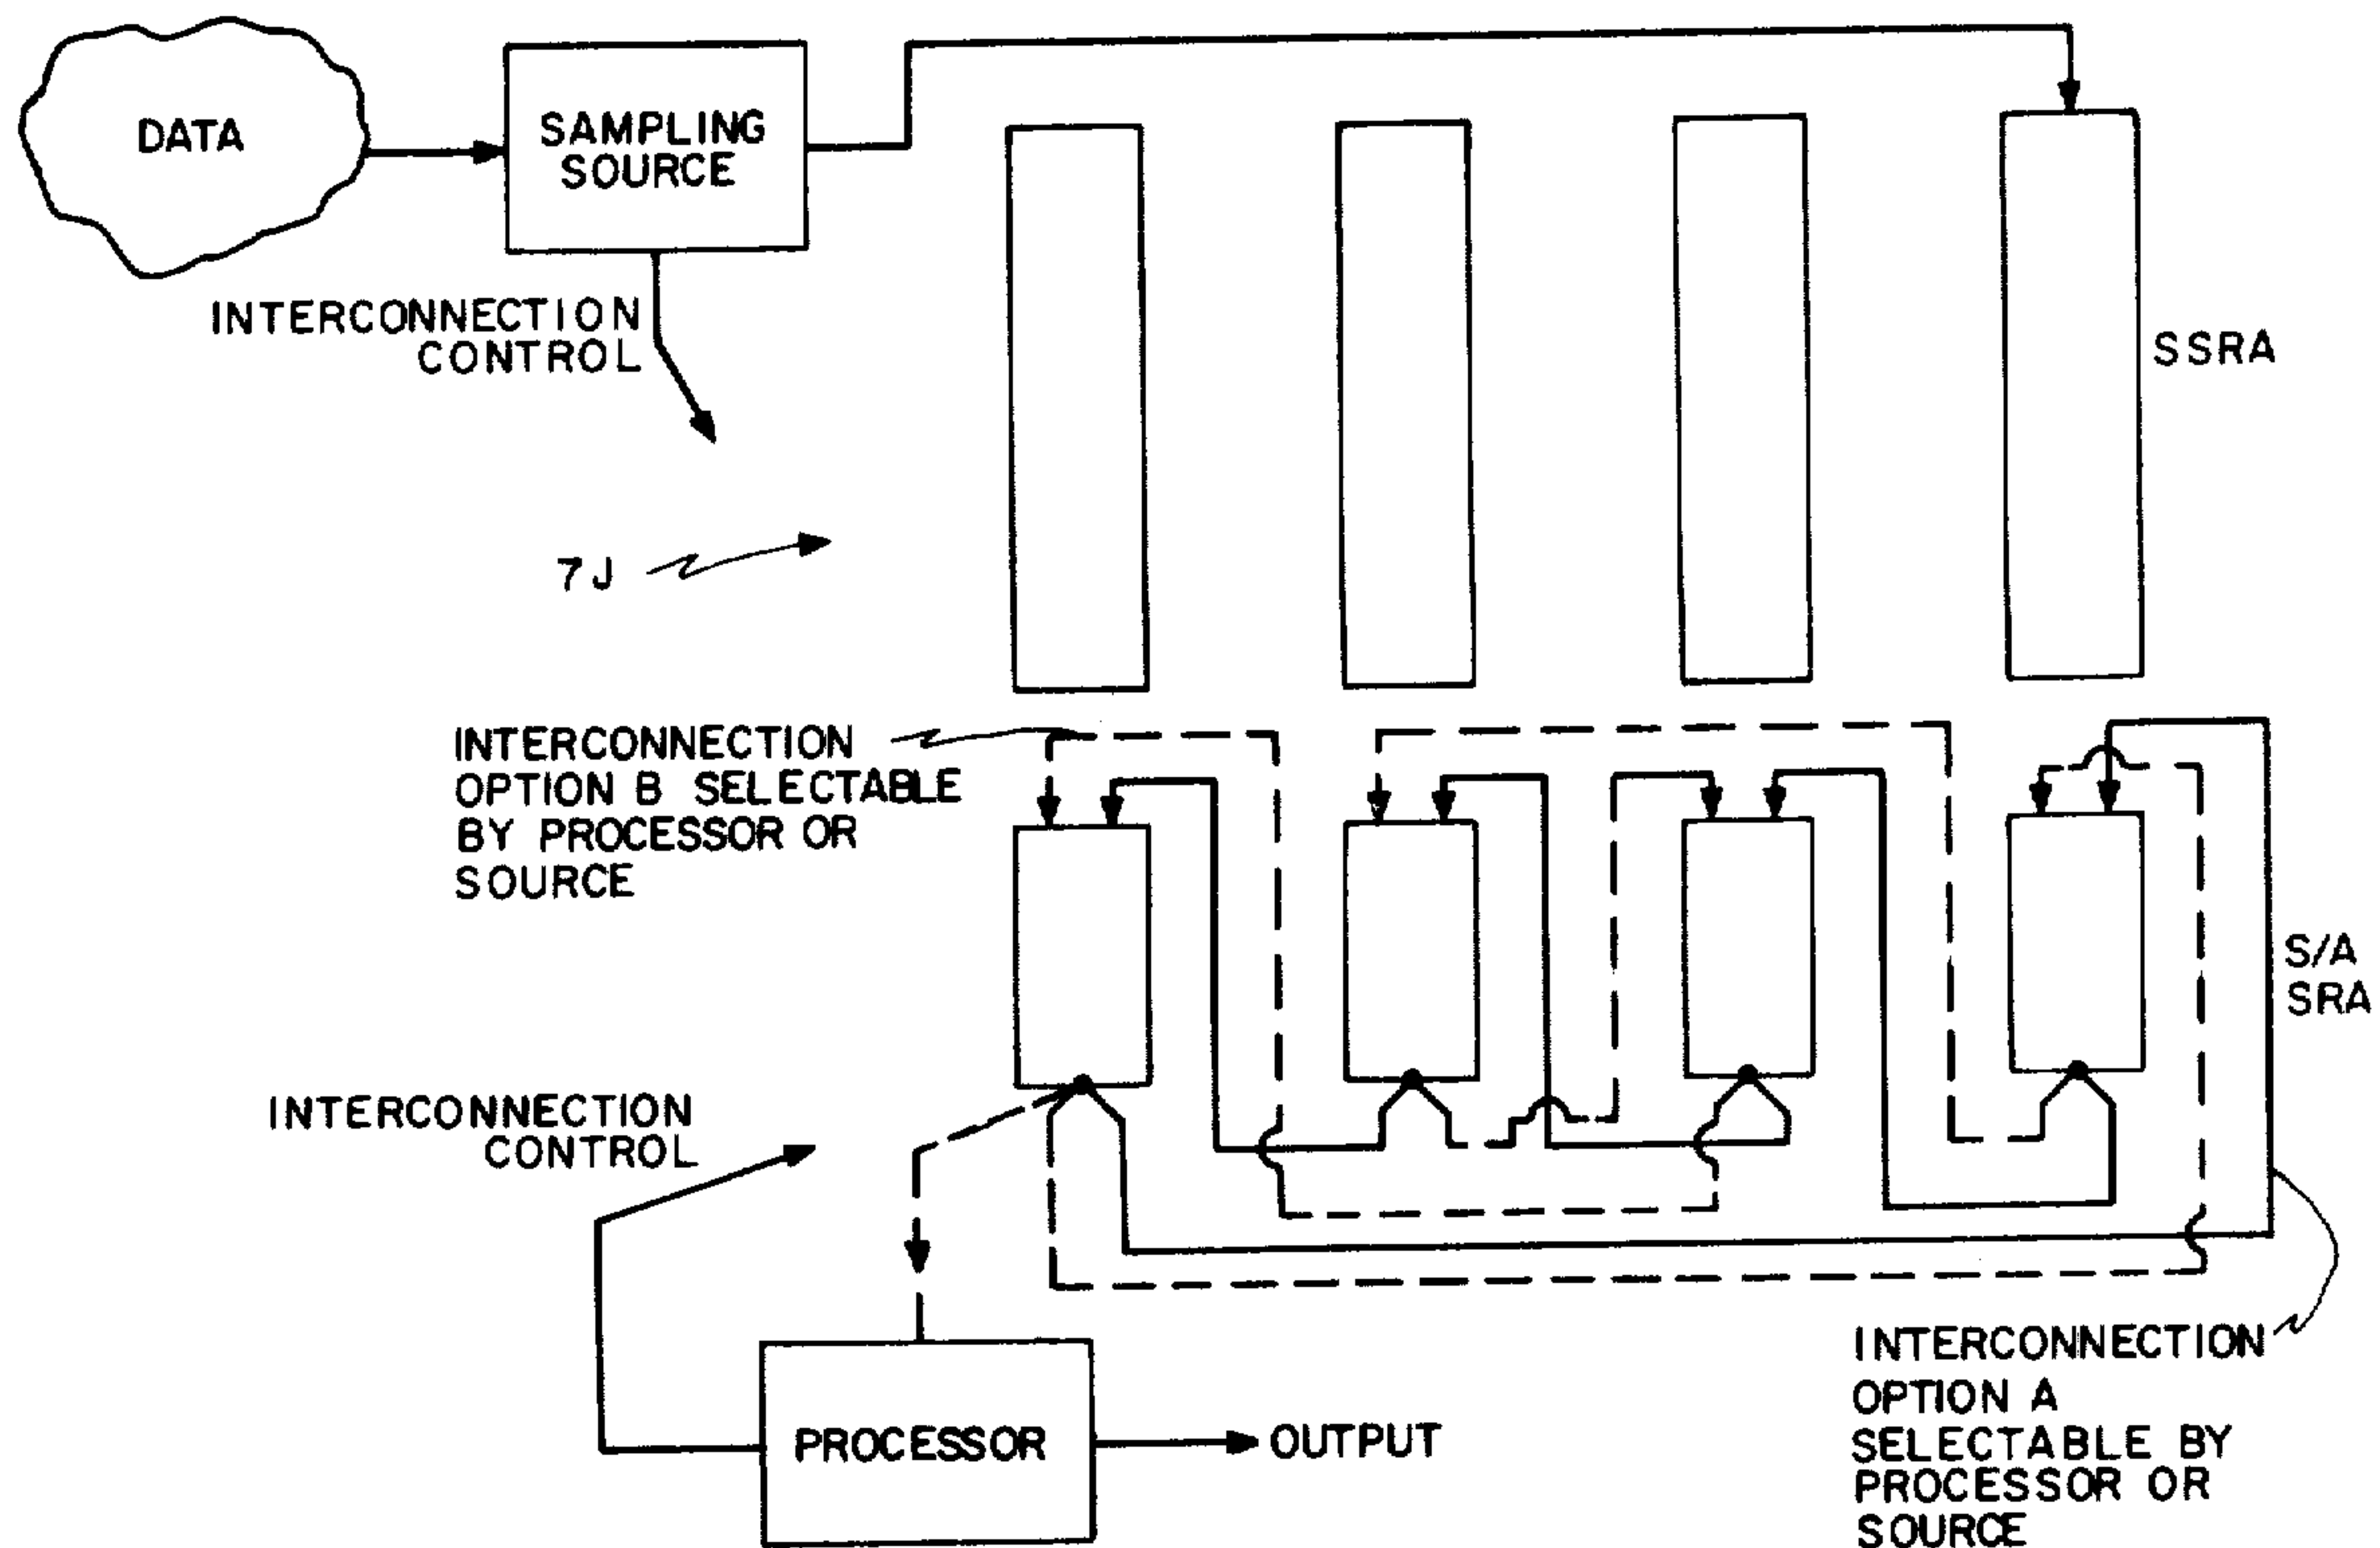 DATA
SAMPLING
SOURCE
INTERCONNECTION
CONTROL
SSRA
7J
INTERCONNECTION
OPTION B SELECTABLE
BY PROCESSOR OR
SOURCE
S/A
SRA
INTERCONNECTION
CONTROL
PROCESSOR
OUTPUT
INTERCONNECTION
OPTION A
SELECTABLE BY
PROCESSOR OR
SOURCE